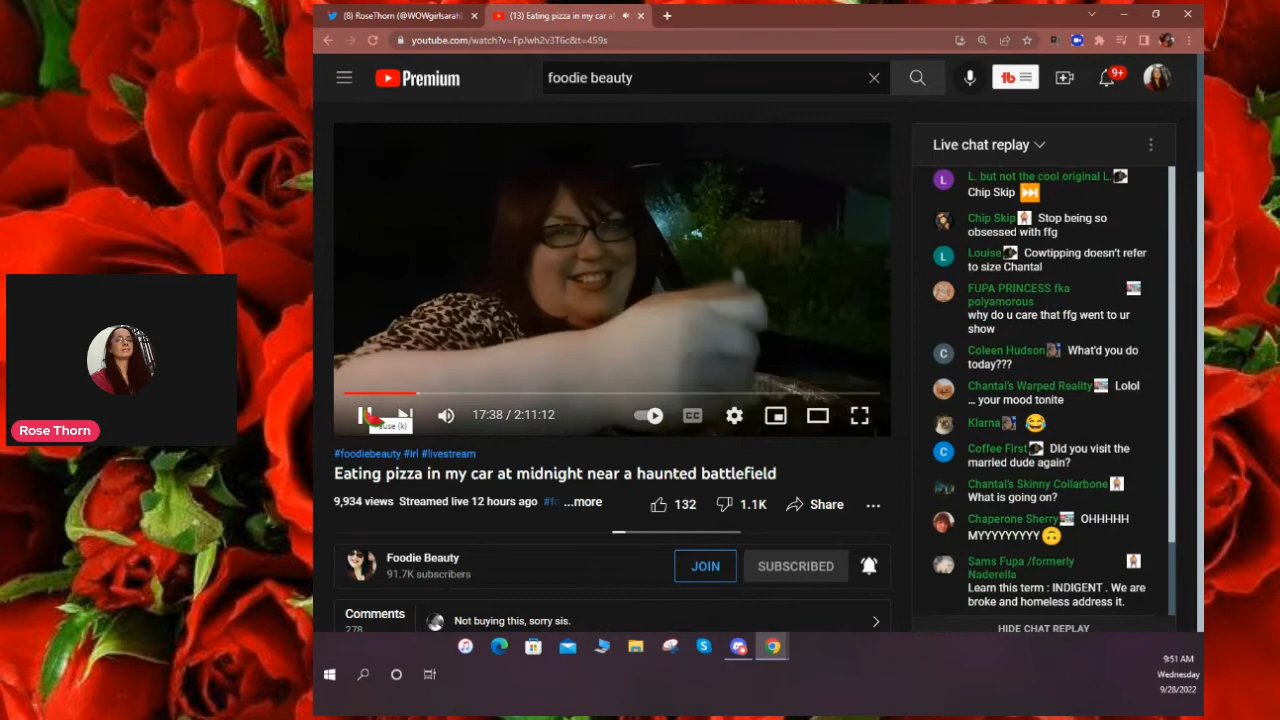 (8) RoseThorn (@WOWgirlsarah
(13) Eating pizza in my car at
youtube.com/watch?v=FpJwh2v3T6c&t=459s
Premium
foodie beauty
9+
Live chat replay
L. but not the cool original L.
Chip Skip
Chip Skip Stop being so
obsessed with ffg
Louise Cowtipping doesn't refer
to size Chantal
FUPA PRINCESS fka
polyamorous
why do u care that ffg went to ur
show
Coleen Hudson What'd you do
today???
Chantal's Warped Reality Lolol
... your mood tonite
Klarna
Coffee First Did you visit the
married dude again?
Chantal's Skinny Collarbone
What is going on?
Chaperone Sherry OHHHHH
MYYYYYYYY
Sams Fupa /formerly
Naderella
Learn this term : INDIGENT . We are
broke and homeless address it.
HIDE CHAT REPLAY
17:38 / 2:11:12
CC
Pause (k)
#foodiebeauty #irl #livestream
Eating pizza in my car at midnight near a haunted battlefield
9,934 views Streamed live 12 hours ago #fo ...more
132
1.1K
Share
Foodie Beauty
91.7K subscribers
JOIN
SUBSCRIBED
Comments
278
Not buying this, sorry sis.
Rose Thorn
9:51 AM
Wednesday
9/28/2022